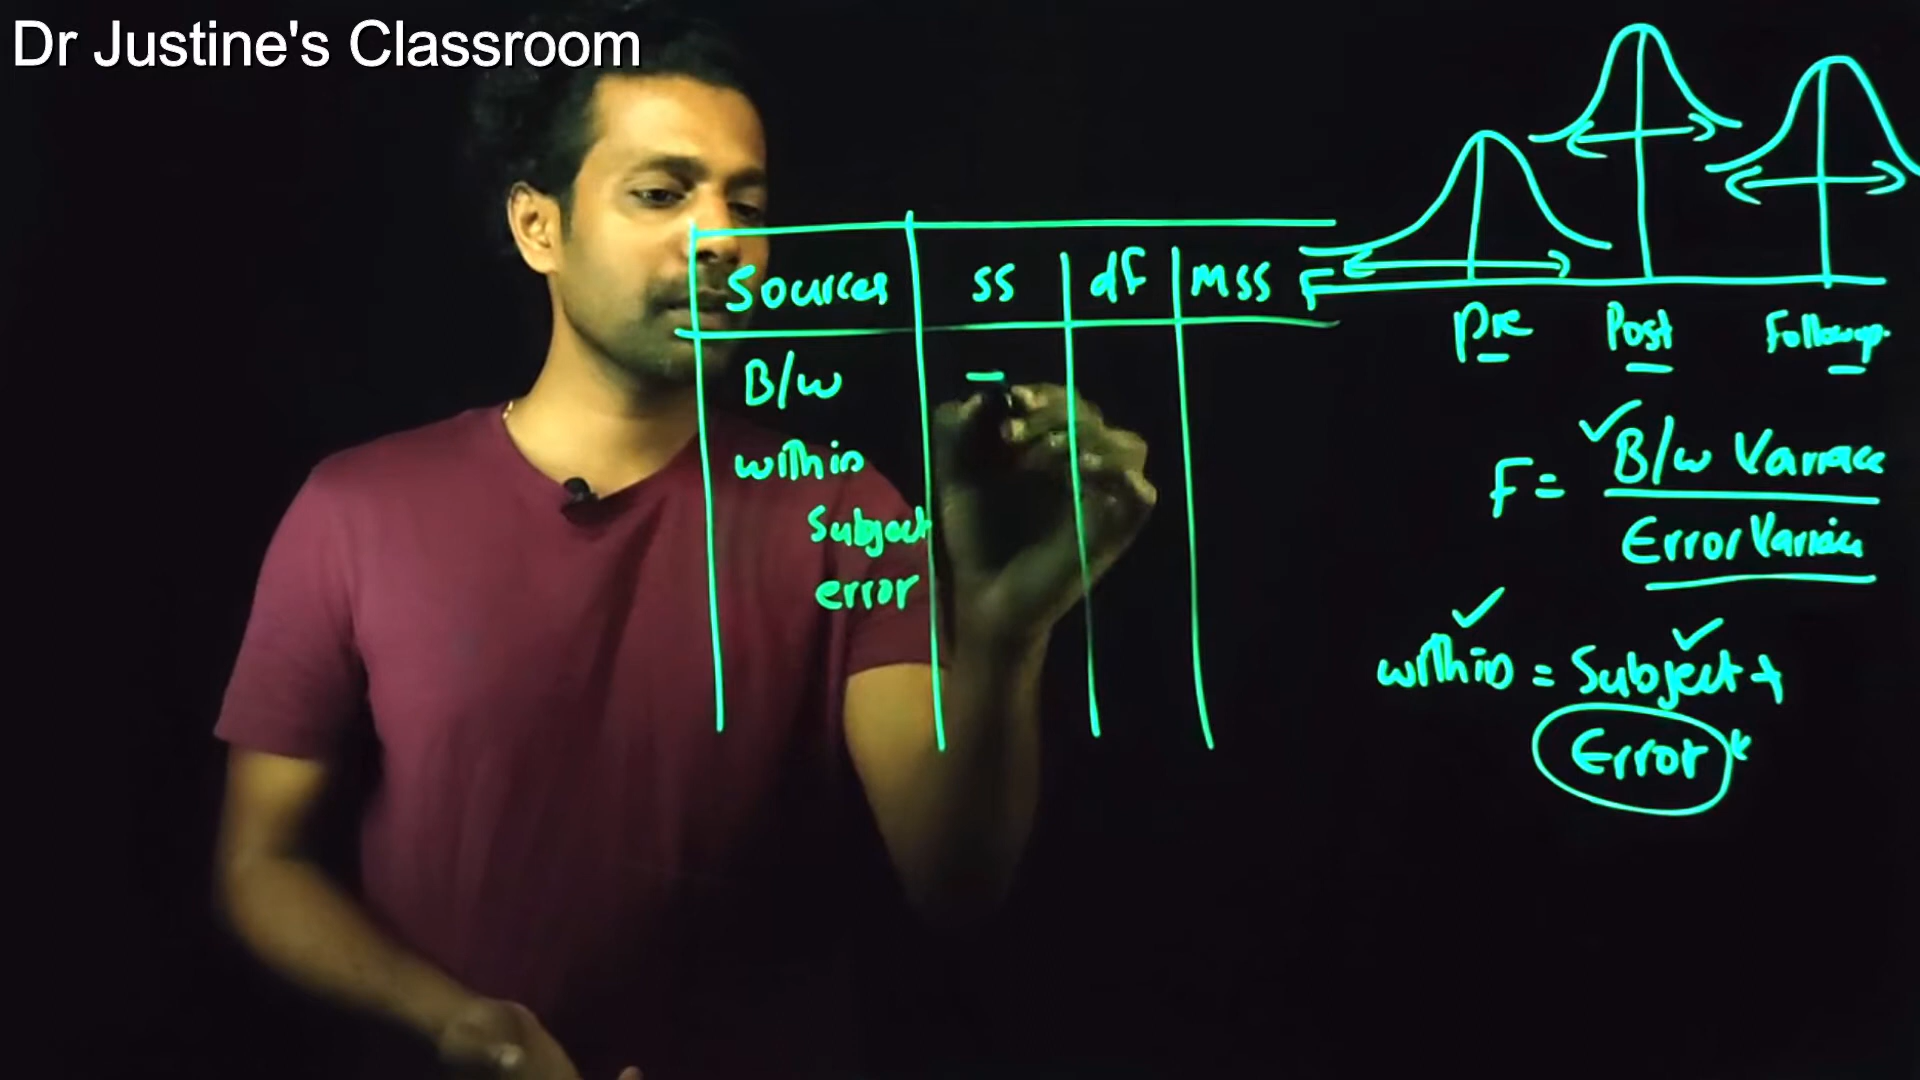 Dr Justine's Classroom
Sources SS df MSS F
B/w
within
Subject
error
Pre Post Followup
F = B/w Variance
Error Variance
within = Subject +
Error